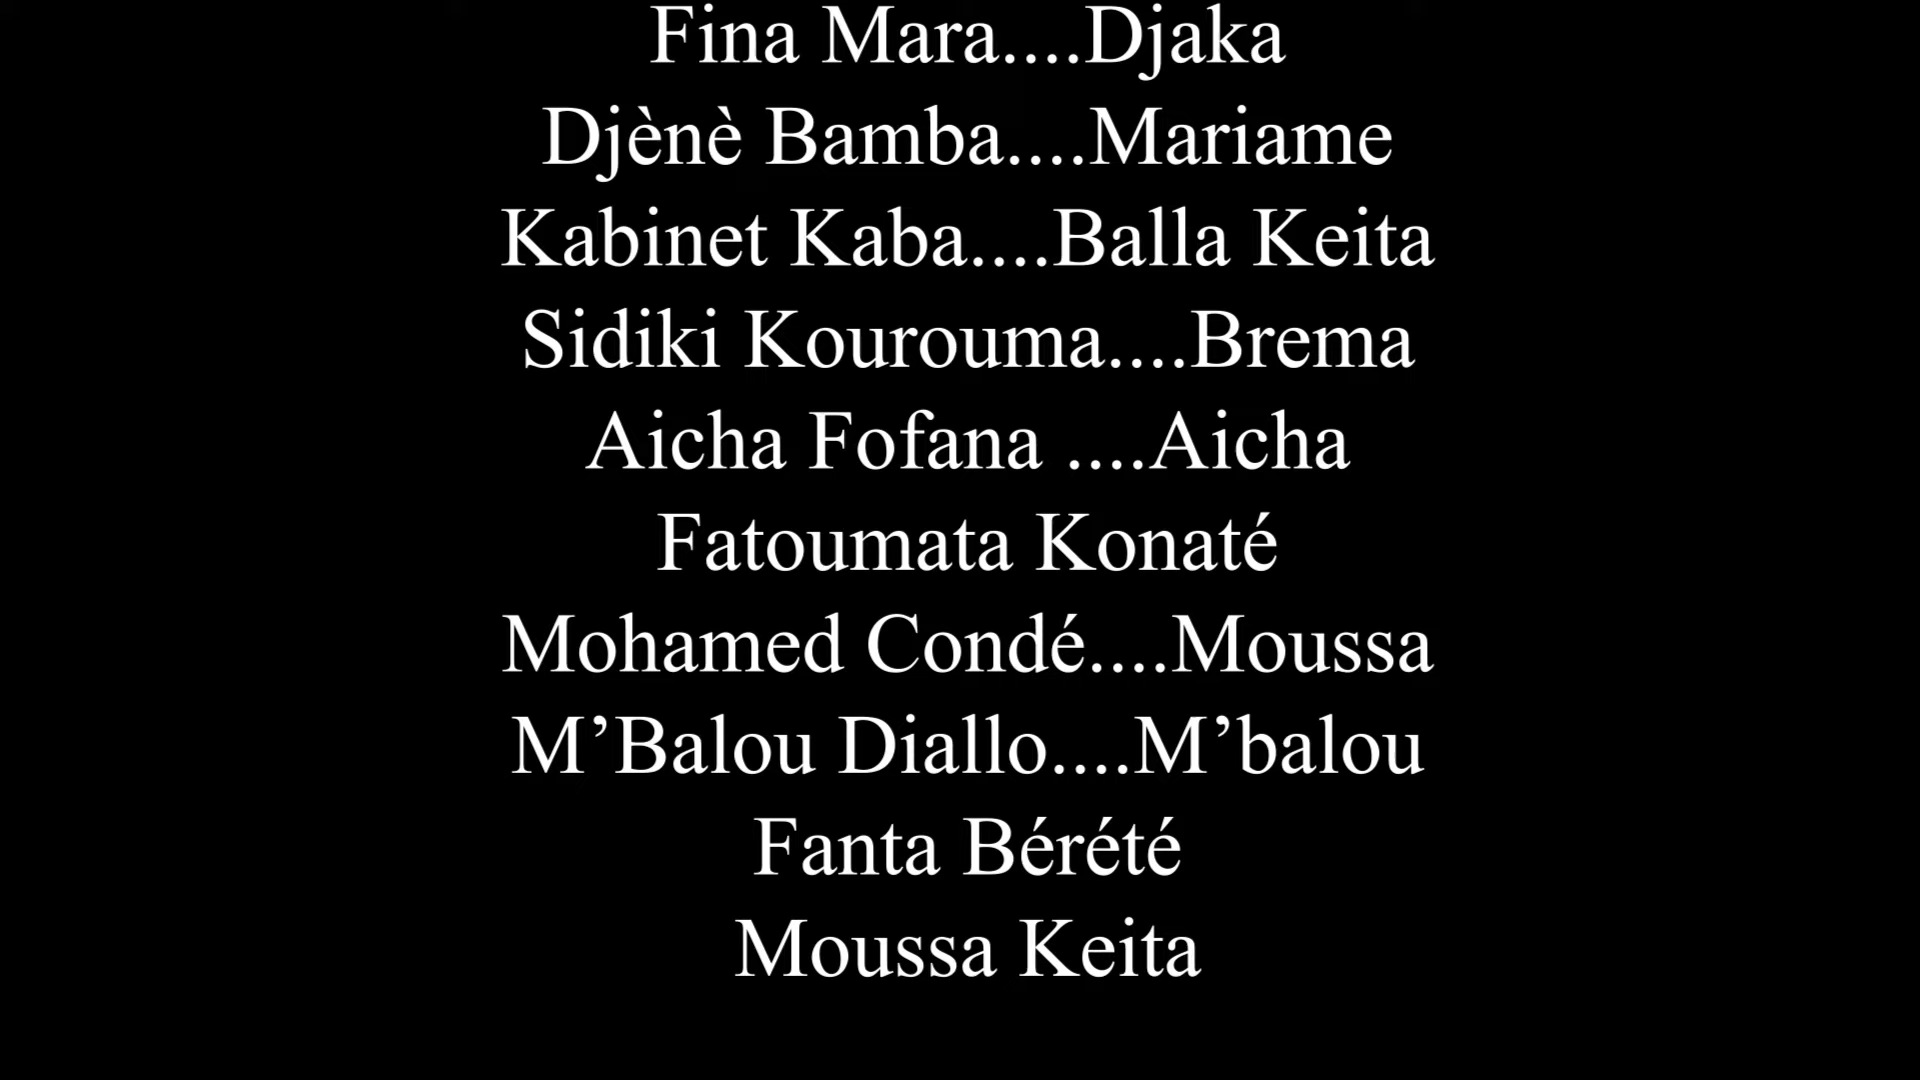 Fina Mara....Djaka
Djènè Bamba....Mariame
Kabinet Kaba....Balla Keita
Sidiki Kourouma....Brema
Aicha Fofana ....Aicha
Fatoumata Konaté
Mohamed Condé....Moussa
M’Balou Diallo....M’balou
Fanta Bérété
Moussa Keita